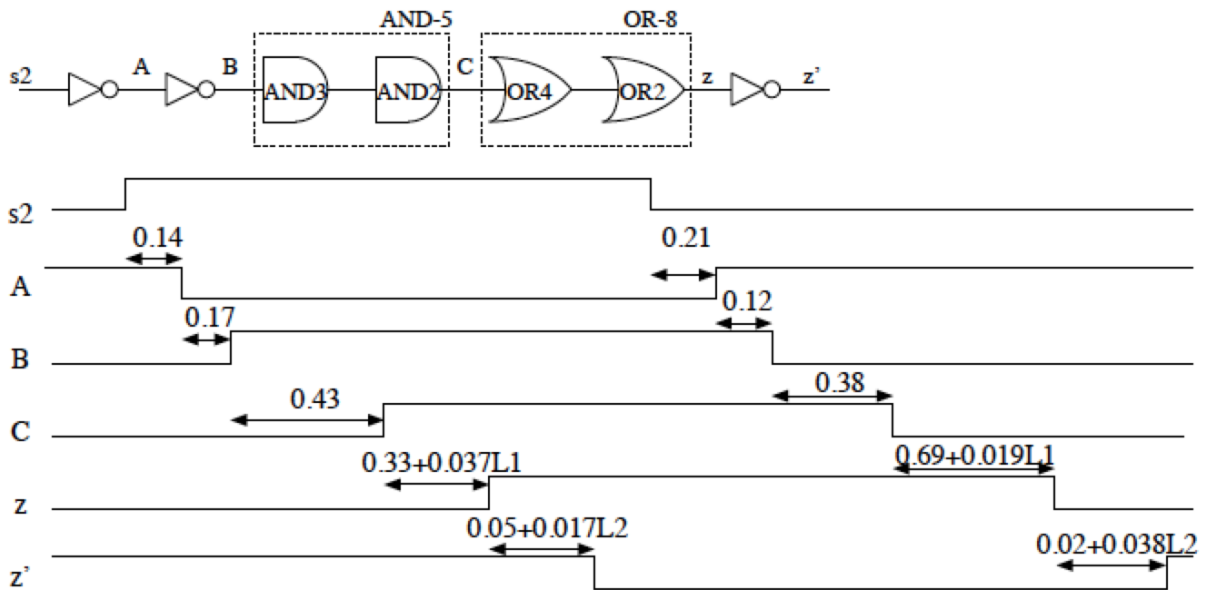 AND-5 OR-8
s2 A B C z z'
AND3 AND2 OR4 OR2
s2
0.14 0.21
A
0.17 0.12
B
0.43 0.38
C
0.33+0.037L1 0.69+0.019L1
z
0.05+0.017L2 0.02+0.038L2
z'